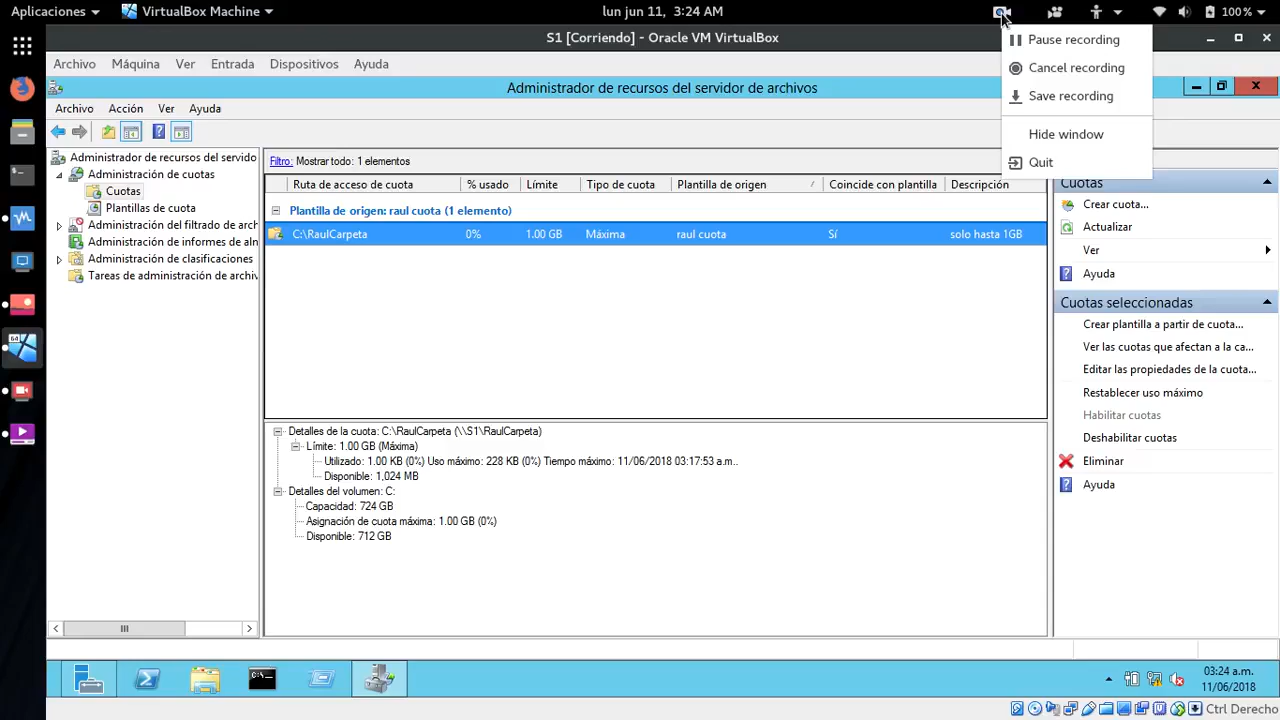 Aplicaciones
VirtualBox Machine
lun jun 11, 3:24 AM
100%
S1 [Corriendo] - Oracle VM VirtualBox
Pause recording
Cancel recording
Save recording
Hide window
Quit
Archivo Máquina Ver Entrada Dispositivos Ayuda
Administrador de recursos del servidor de archivos
Archivo Acción Ver Ayuda
Administrador de recursos del servido
Administración de cuotas
Cuotas
Plantillas de cuota
Administración del filtrado de arch
Administración de informes de alm
Administración de clasificaciones
Tareas de administración de archiv
Filtro: Mostrar todo: 1 elementos
Ruta de acceso de cuota % usado Límite Tipo de cuota Plantilla de origen Coincide con plantilla Descripción
Plantilla de origen: raul cuota (1 elemento)
C:\RaulCarpeta 0% 1.00 GB Máxima raul cuota Sí solo hasta 1GB
Detalles de la cuota: C:\RaulCarpeta (\\S1\RaulCarpeta)
Límite: 1.00 GB (Máxima)
Utilizado: 1.00 KB (0%) Uso máximo: 228 KB (0%) Tiempo máximo: 11/06/2018 03:17:53 a.m..
Disponible: 1,024 MB
Detalles del volumen: C:
Capacidad: 724 GB
Asignación de cuota máxima: 1.00 GB (0%)
Disponible: 712 GB
Cuotas
Crear cuota...
Actualizar
Ver
Ayuda
Cuotas seleccionadas
Crear plantilla a partir de cuota...
Ver las cuotas que afectan a la ca...
Editar las propiedades de la cuota...
Restablecer uso máximo
Habilitar cuotas
Deshabilitar cuotas
Eliminar
Ayuda
03:24 a.m.
11/06/2018
Ctrl Derecho